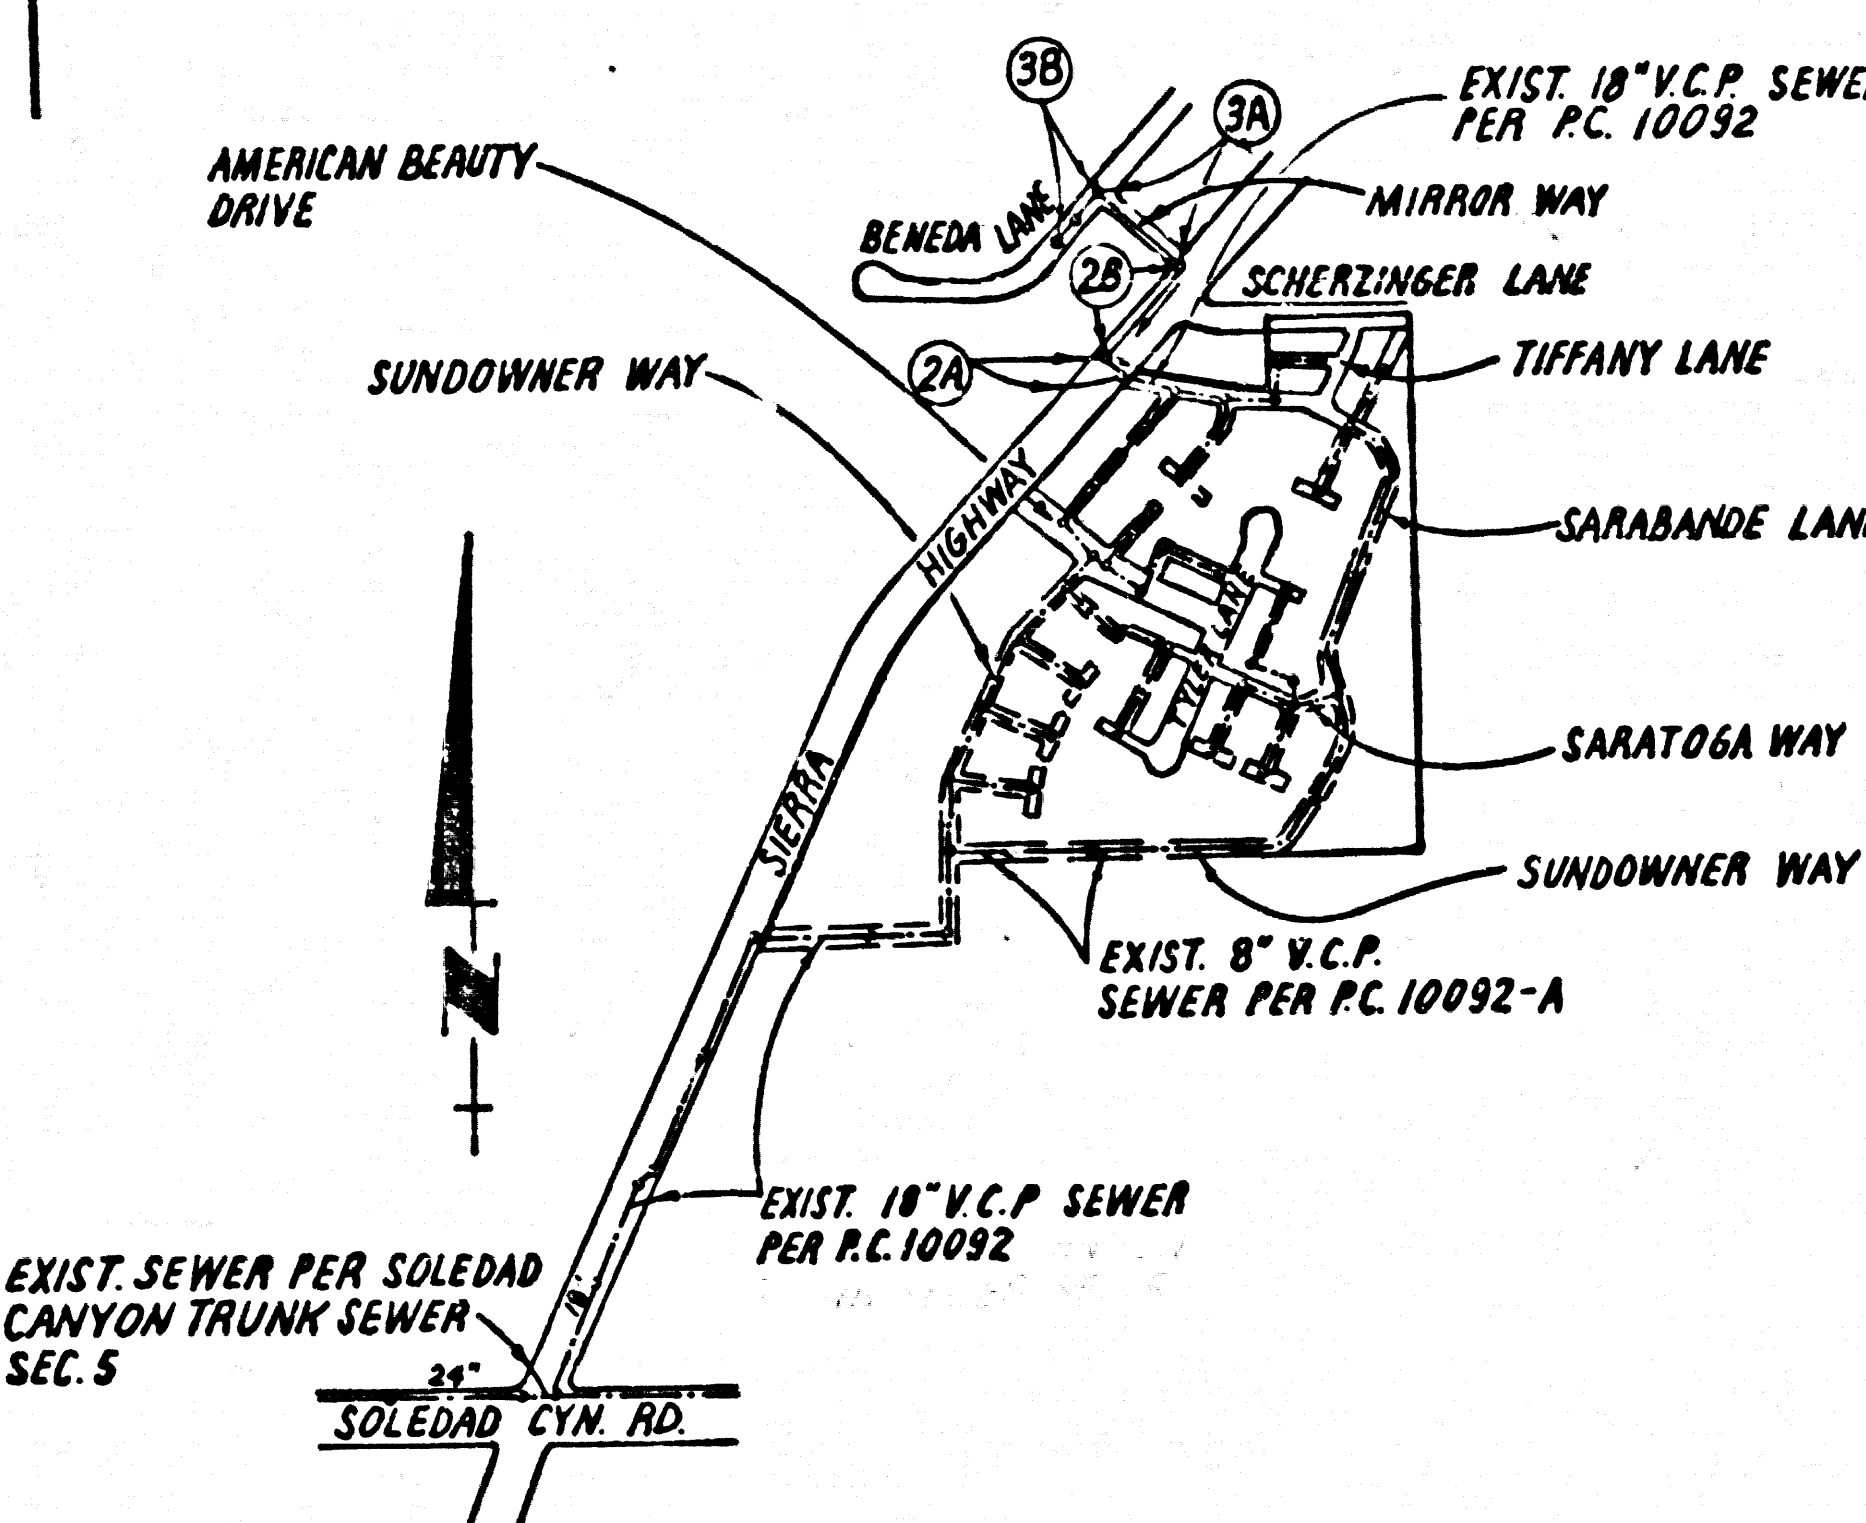 3B
3A
EXIST. 18" V.C.P. SEWE
PER P.C. 10092
AMERICAN BEAUTY
DRIVE
MIRROR WAY
BENEDA LANE
2B
SCHERZINGER LANE
TIFFANY LANE
SUNDOWNER WAY
2A
SIERRA HIGHWAY
SARABANDE LAN
SARATOGA WAY
SUNDOWNER WAY
EXIST. 8" V.C.P.
SEWER PER P.C. 10092-A
N
EXIST. 18" V.C.P SEWER
PER P.C. 10092
EXIST. SEWER PER SOLEDAD
CANYON TRUNK SEWER
SEC. 5
24"
SOLEDAD CYN. RD.